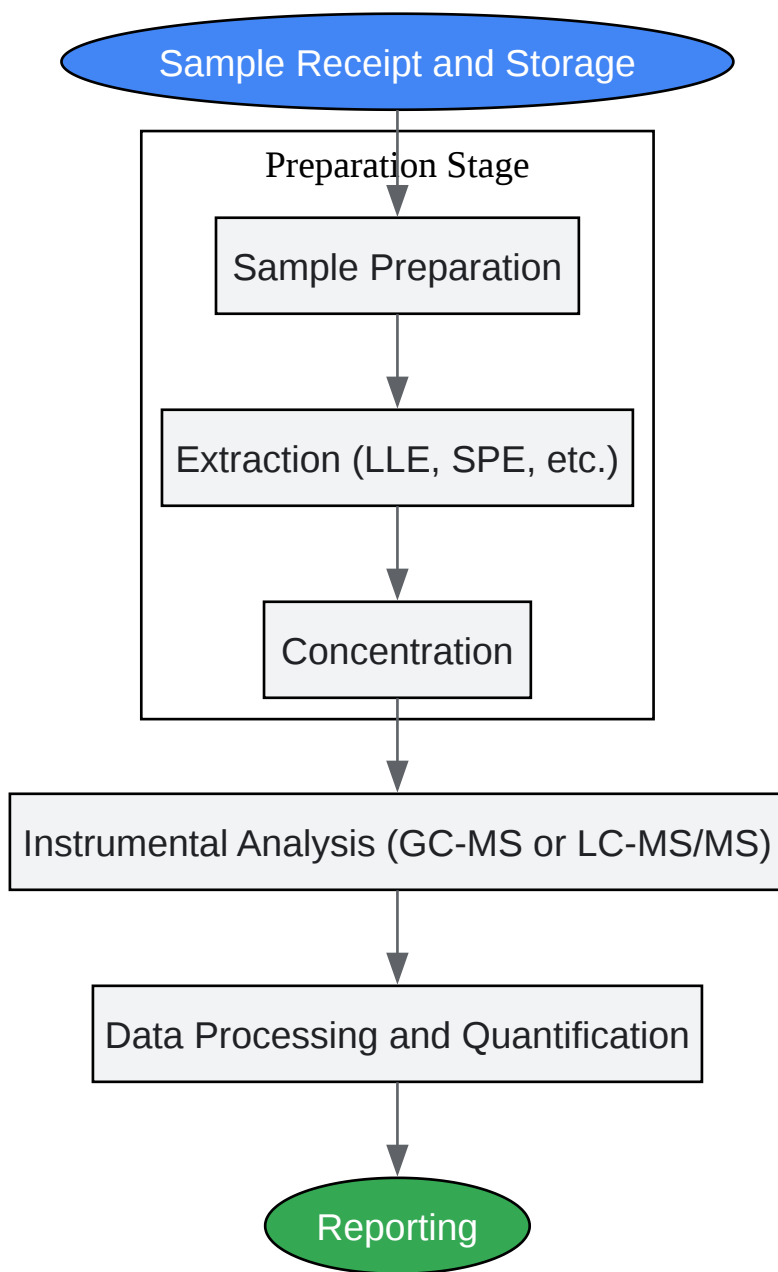 Sample Receipt and Storage
Preparation Stage
Sample Preparation
Extraction (LLE, SPE, etc.)
Concentration
Instrumental Analysis (GC-MS or LC-MS/MS)
Data Processing and Quantification
Reporting